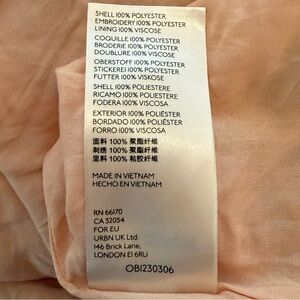 SHELL 100% POLYESTER
EMBROIDERY 100% POLYESTER
LINING 100% VISCOSE
COQUILLE 100% POLYESTER
BRODERIE 100% POLYESTER
DOUBLURE 100% VISCOSE
OBERSTOFF 100% POLYESTER
STICKEREI 100% POLYESTER
FUTTER 100% VISKOSE
SHELL 100% POLIESTERE
RICAMO 100% POLIESTERE
FODERA 100% VISCOSA
EXTERIOR 100% POLIÉSTER
BORDADO 100% POLIÉSTER
FORRO 100% VISCOSA
面料 100% 聚酯纤维
刺绣 100% 聚酯纤维
里料 100% 粘胶纤维
MADE IN VIETNAM
HECHO EN VIETNAM
RN 66170
CA 32054
FOR EU
URBN UK Ltd.
146 Brick Lane,
LONDON E1 6RU
OB1230306